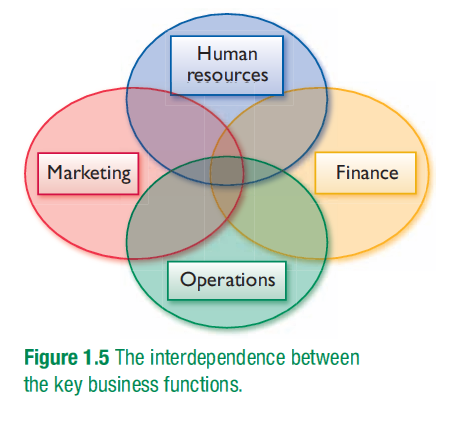 Human
resources
Marketing
Finance
Operations
Figure 1.5 The interdependence between
the key business functions.